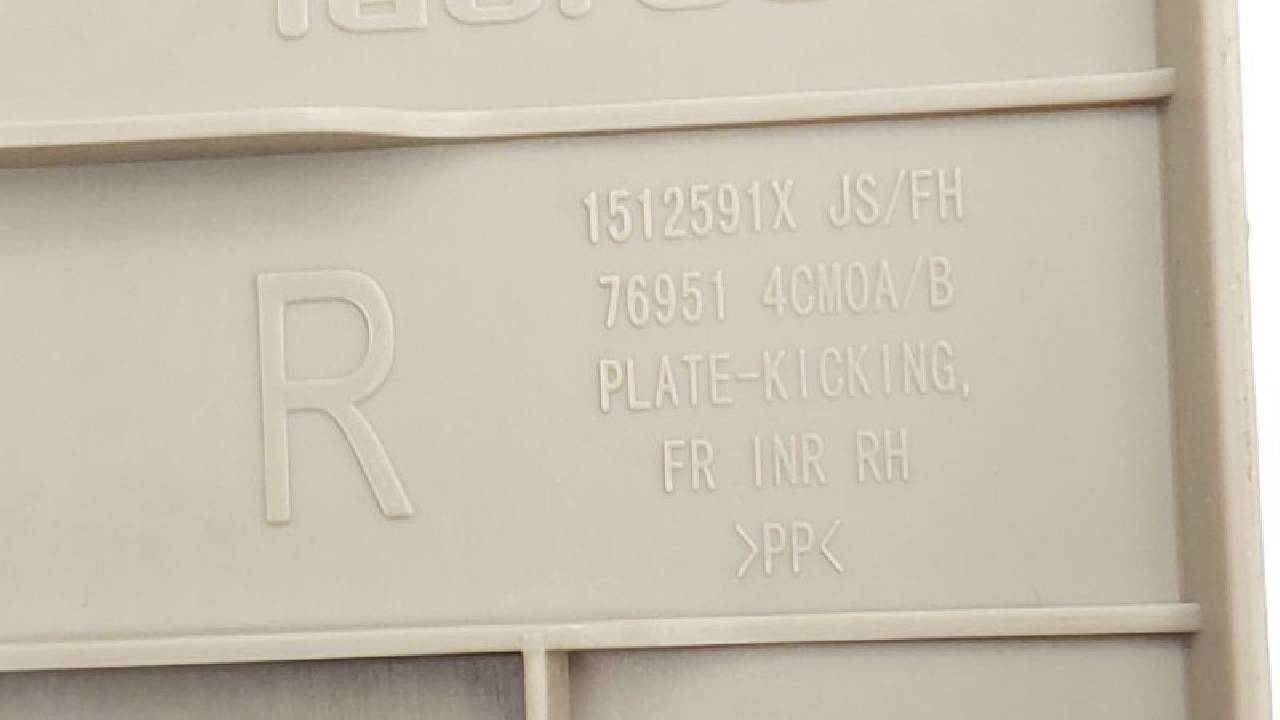 R
1512591X JS/FH
76951 4CM0A/B
PLATE-KICKING,
FR INR RH
>PP<